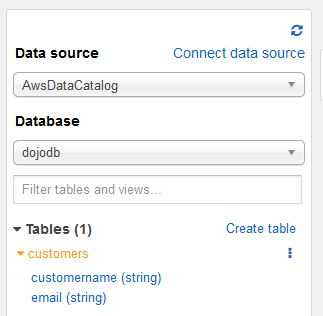 Data source Connect data source
AwsDataCatalog
Database
dojodb
Filter tables and views...
Tables (1) Create table
customers
customername (string)
email (string)